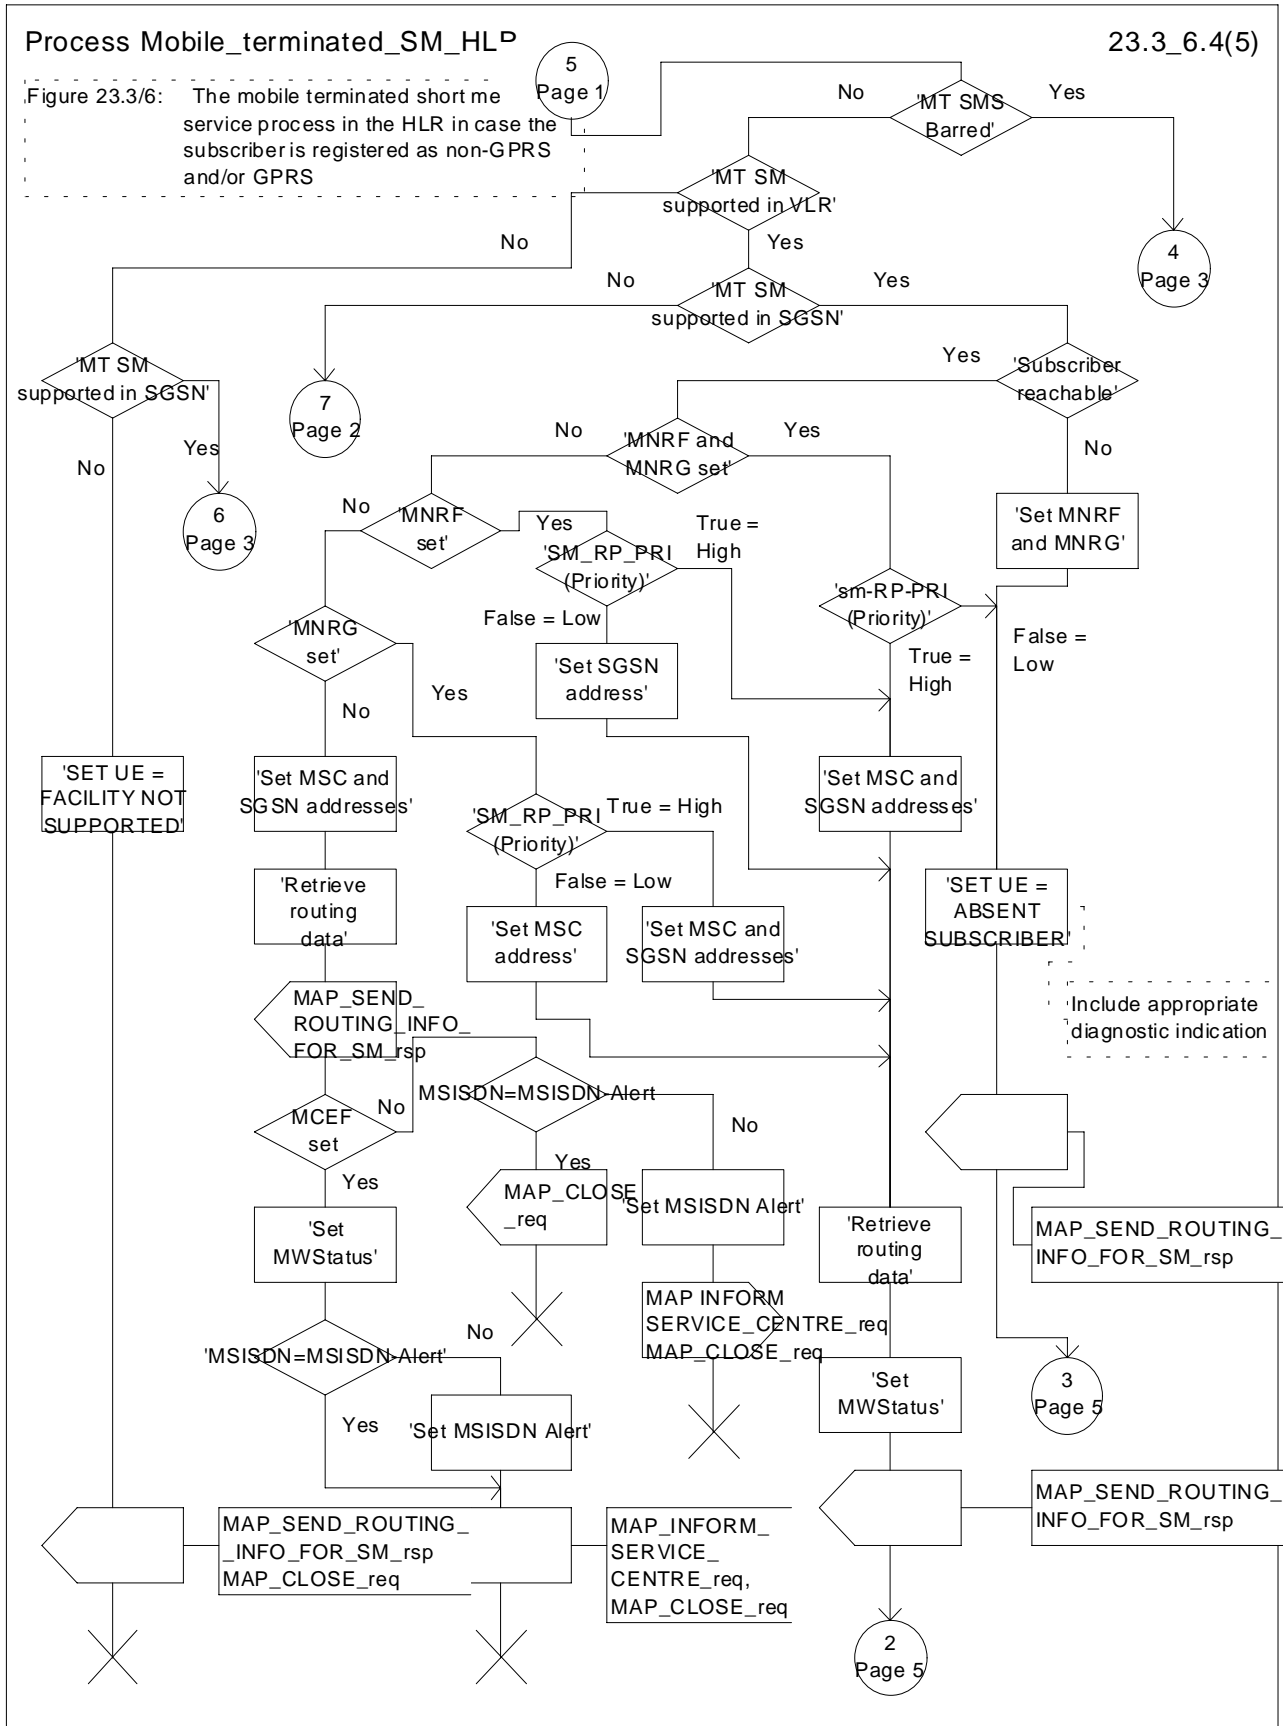 Process Mobile_terminated_SM_HLR
23.3_6.4(5)
5
Page 1
Figure 23.3/6: The mobile terminated short me
service process in the HLR in case the
subscriber is registered as non-GPRS
and/or GPRS
No
'MT SMS
Barred'
Yes
'MT SM
supported in VLR'
No
Yes
4
Page 3
No
'MT SM
supported in SGSN'
Yes
'MT SM
supported in SGSN'
Yes
'Subscriber
reachable'
7
Page 2
No
Yes
No
'MNRF and
MNRG set'
Yes
No
6
Page 3
No
'MNRF
set'
Yes
True =
High
'Set MNRF
and MNRG'
'SM_RP_PRI
(Priority)'
'sm-RP-PRI
(Priority)'
False = Low
False =
Low
'MNRG
set'
True =
High
'Set SGSN
address'
Yes
No
'SET UE =
FACILITY NOT
SUPPORTED'
'Set MSC and
SGSN addresses'
'SM_RP_PRI
(Priority)'
True = High
'Set MSC and
SGSN addresses'
False = Low
'Retrieve
routing
data'
'Set MSC
address'
'Set MSC and
SGSN addresses'
'SET UE =
ABSENT
SUBSCRIBER'
Include appropriate
diagnostic indication
MAP_SEND_
ROUTING_INFO_
FOR_SM_rsp
MSISDN=MSISDN-Alert
MCEF
set
No
No
Yes
Yes
MAP_CLOSE
_req
'Set MSISDN Alert'
'Set
MWStatus'
'Retrieve
routing
data'
MAP_SEND_ROUTING_
INFO_FOR_SM_rsp
MAP INFORM
SERVICE_CENTRE_req
MAP_CLOSE_req
No
'MSISDN=MSISDN-Alert'
'Set
MWStatus'
3
Page 5
Yes
'Set MSISDN Alert'
MAP_SEND_ROUTING_
_INFO_FOR_SM_rsp
MAP_CLOSE_req
MAP_INFORM_
SERVICE_
CENTRE_req,
MAP_CLOSE_req
MAP_SEND_ROUTING_
INFO_FOR_SM_rsp
2
Page 5